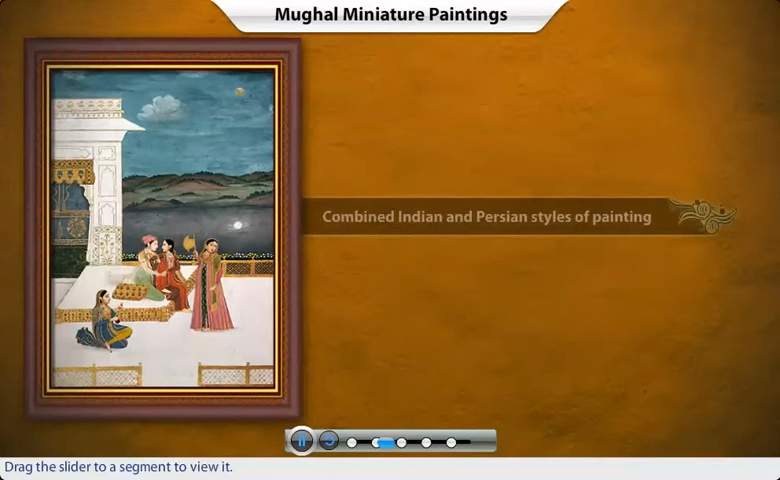 Mughal Miniature Paintings
Combined Indian and Persian styles of painting
Drag the slider to a segment to view it.